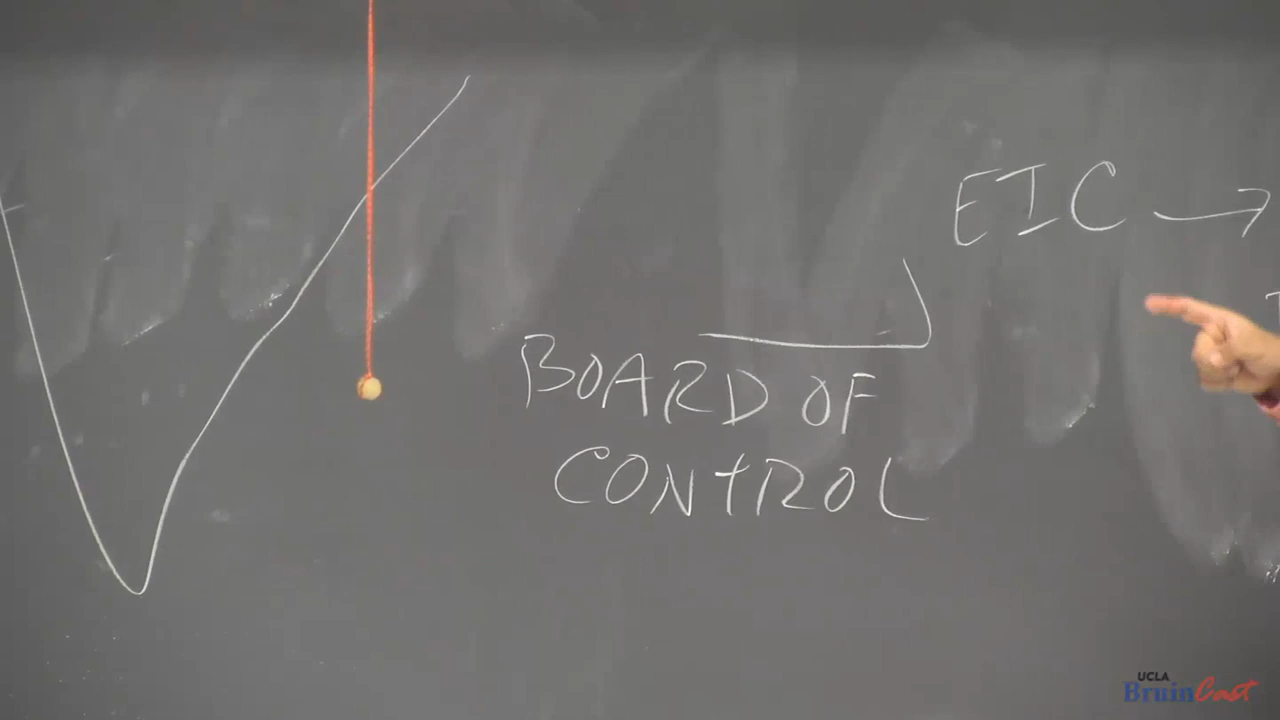 EIC →
BOARD OF
CONTROL
UCLA
BruinCast